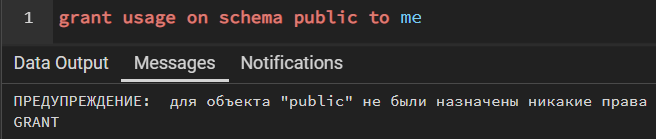 1 grant usage on schema public to me
Data Output Messages Notifications
ПРЕДУПРЕЖДЕНИЕ:  для объекта "public" не были назначены никакие права
GRANT